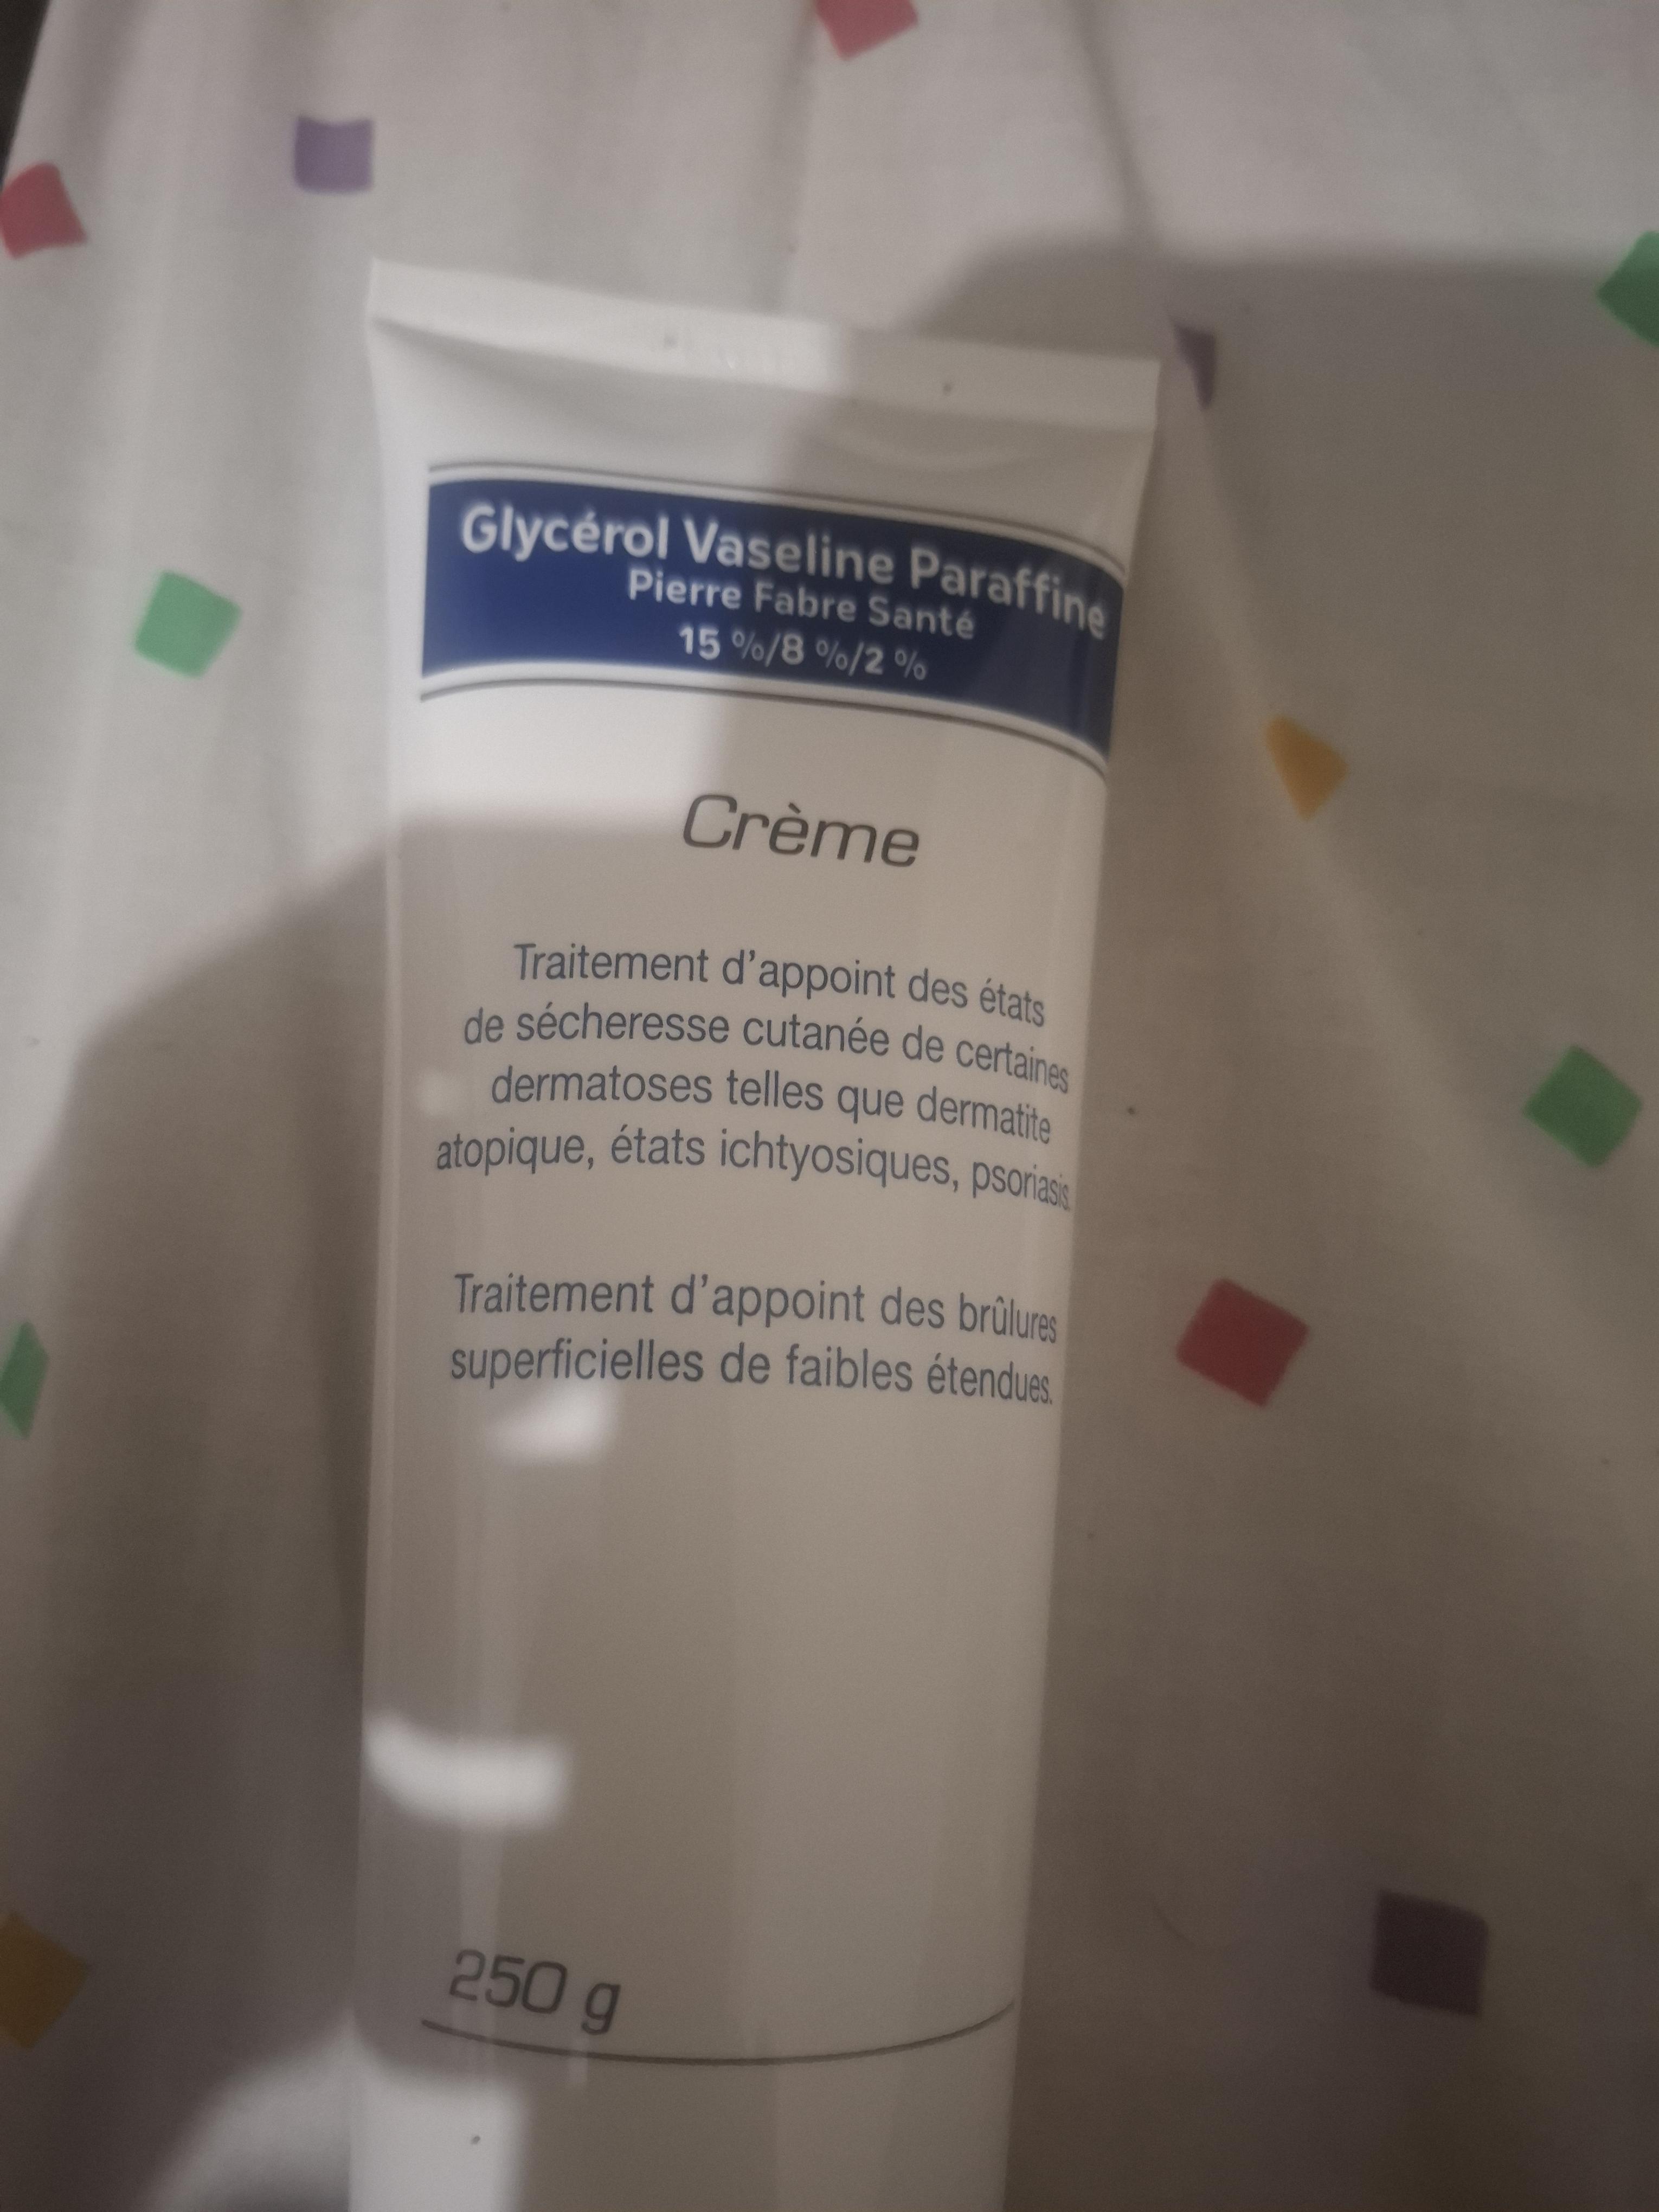 Glycérol Vaseline Paraffine
Pierre Fabre Santé
15 %/8 %/2 %
Crème
Traitement d'appoint des états
de sécheresse cutanée de certaines
dermatoses telles que dermatite
atopique, états ichtyosiques, psoriasis.
Traitement d'appoint des brûlures
superficielles de faibles étendues.
250 g